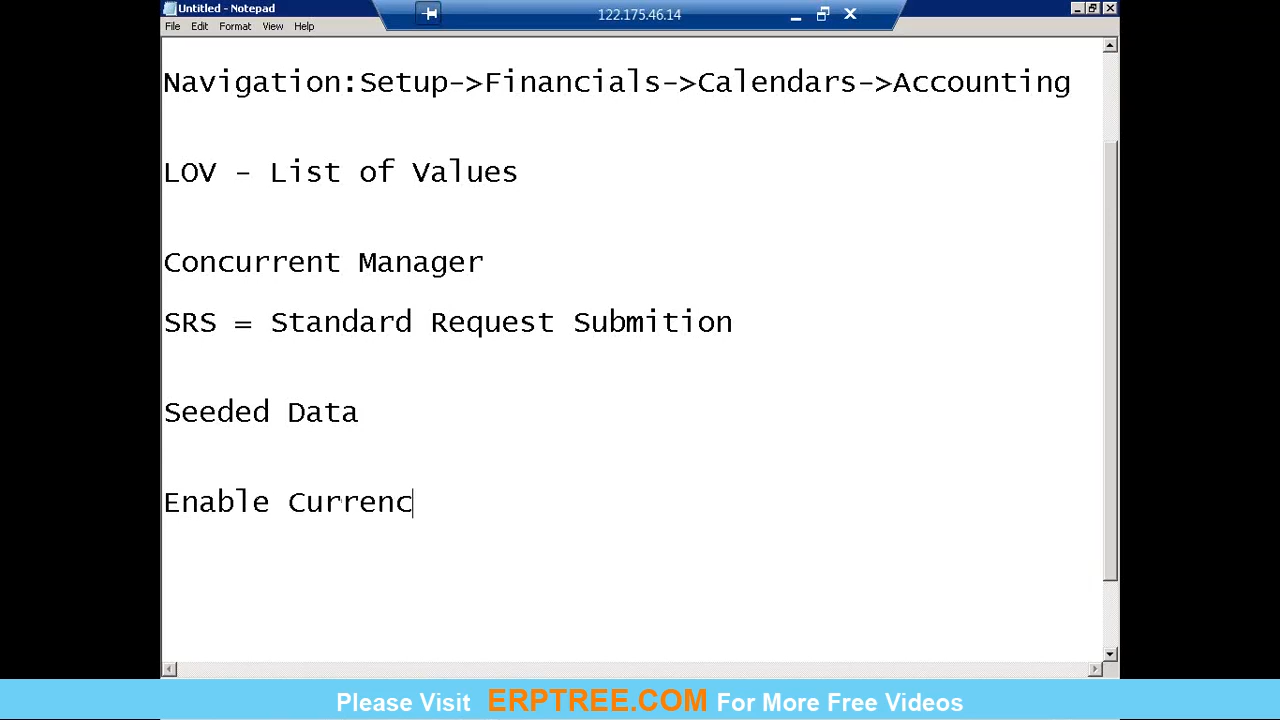 Untitled - Notepad
122.175.46.14
File Edit Format View Help
Navigation:Setup->Financials->Calendars->Accounting
LOV - List of Values
Concurrent Manager
SRS = Standard Request Submition
Seeded Data
Enable Currenc
Please Visit ERPTREE.COM For More Free Videos